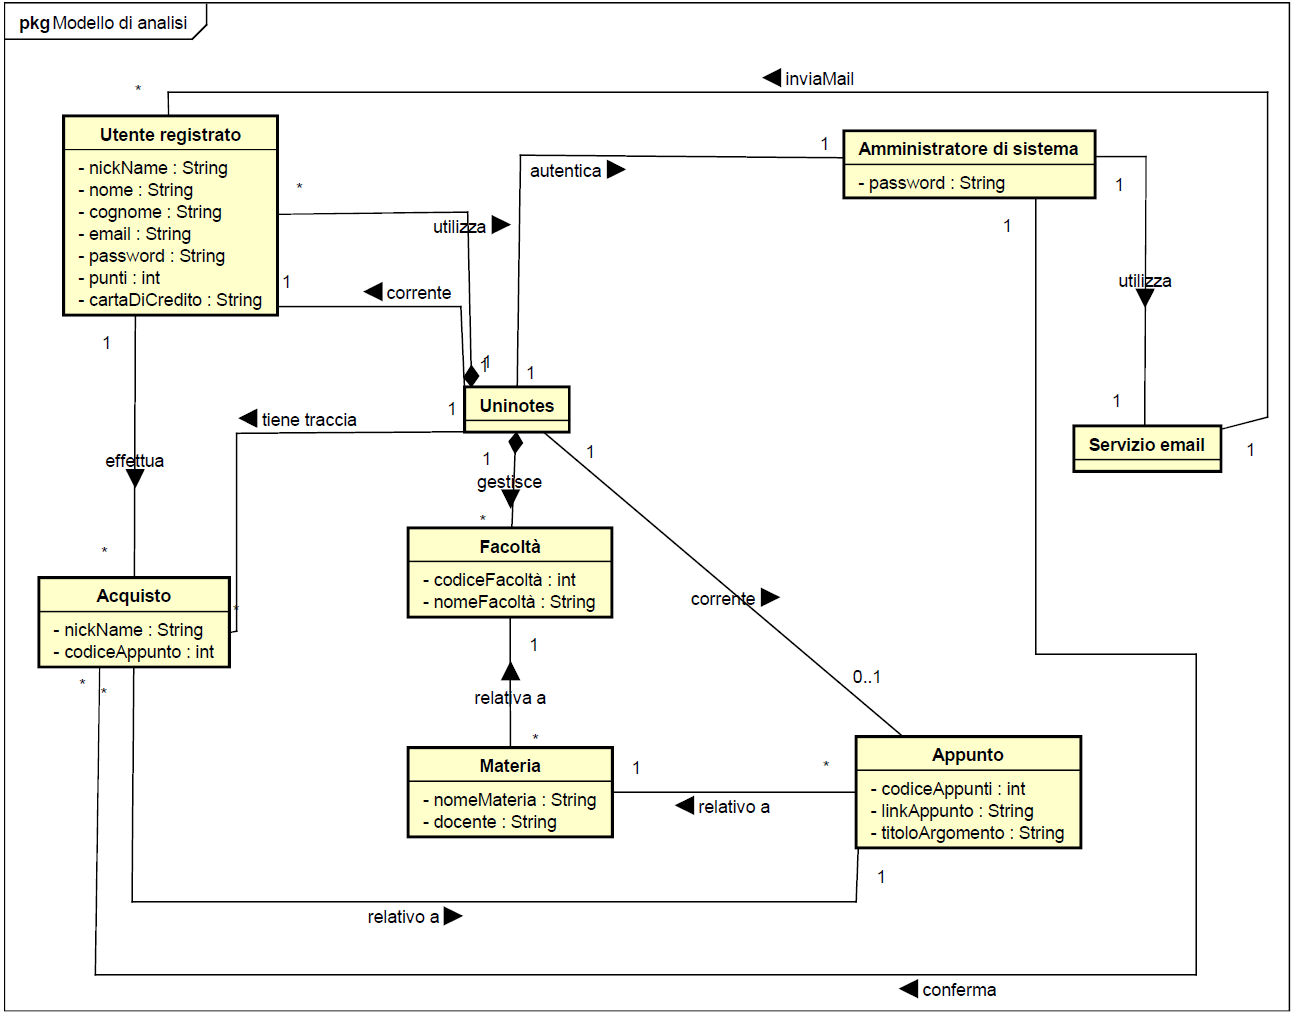 pkg Modello di analisi
inviaMail
*
Utente registrato
- nickName : String
- nome : String
- cognome : String
- email : String
- password : String
- punti : int
- cartaDiCredito : String
1
Amministratore di sistema
- password : String
autentica
*
1
1
utilizza
1
corrente
utilizza
1
1
1
1
1
Uninotes
1
tiene traccia
Servizio email
1
effettua
1
1
gestisce
*
*
Facoltà
- codiceFacoltà : int
- nomeFacoltà : String
Acquisto
- nickName : String
- codiceAppunto : int
*
corrente
1
0..1
*
*
relativa a
*
Materia
- nomeMateria : String
- docente : String
1
*
relativo a
Appunto
- codiceAppunti : int
- linkAppunto : String
- titoloArgomento : String
1
relativo a
conferma